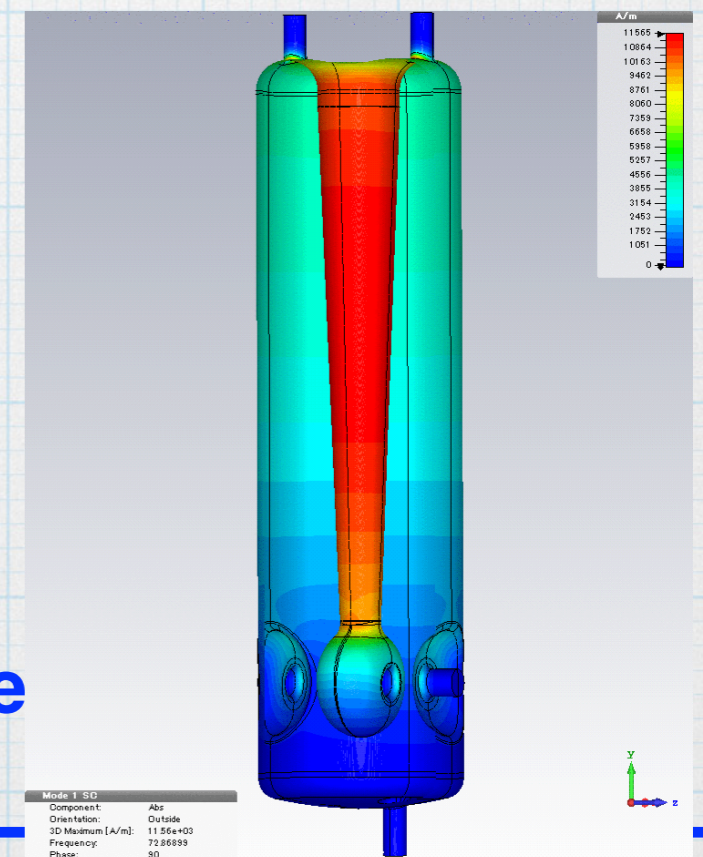 A/m
11565
10864
10163
9462
8761
8060
7359
6658
5958
5257
4556
3855
3154
2453
1752
1051
0
e
y
z
Mode 1 SC
Component: Abs
Orientation: Outside
3D Maximum [A/m]: 11.56e+03
Frequency: 72.86899
Phase: 90